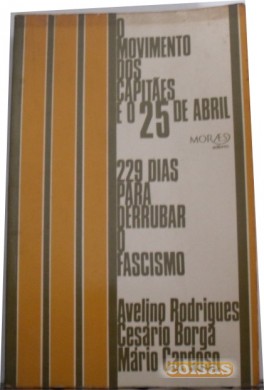 O
MOVIMENTO
DOS
CAPITÃES
E O 25 DE ABRIL
MORAES
editores
229 DIAS
PARA
DERRUBAR
O
FASCISMO
Avelino Rodrigues
Cesário Borga
Mário Cardoso
coisas